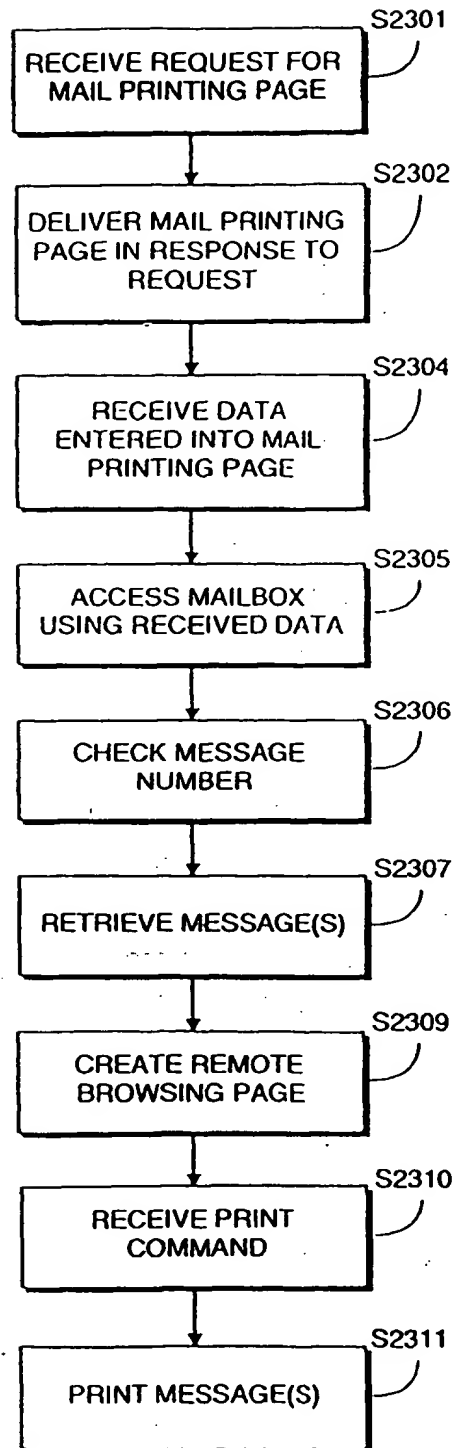 S2301
RECEIVE REQUEST FOR
MAIL PRINTING PAGE
S2302
DELIVER MAIL PRINTING
PAGE IN RESPONSE TO
REQUEST
S2304
RECEIVE DATA
ENTERED INTO MAIL
PRINTING PAGE
S2305
ACCESS MAILBOX
USING RECEIVED DATA
S2306
CHECK MESSAGE
NUMBER
S2307
RETRIEVE MESSAGE(S)
S2309
CREATE REMOTE
BROWSING PAGE
S2310
RECEIVE PRINT
COMMAND
S2311
PRINT MESSAGE(S)